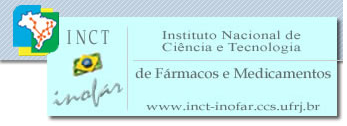 INCT
inofar
Instituto Nacional de
Ciência e Tecnologia
de Fármacos e Medicamentos
www.inct-inofar.ccs.ufrj.br